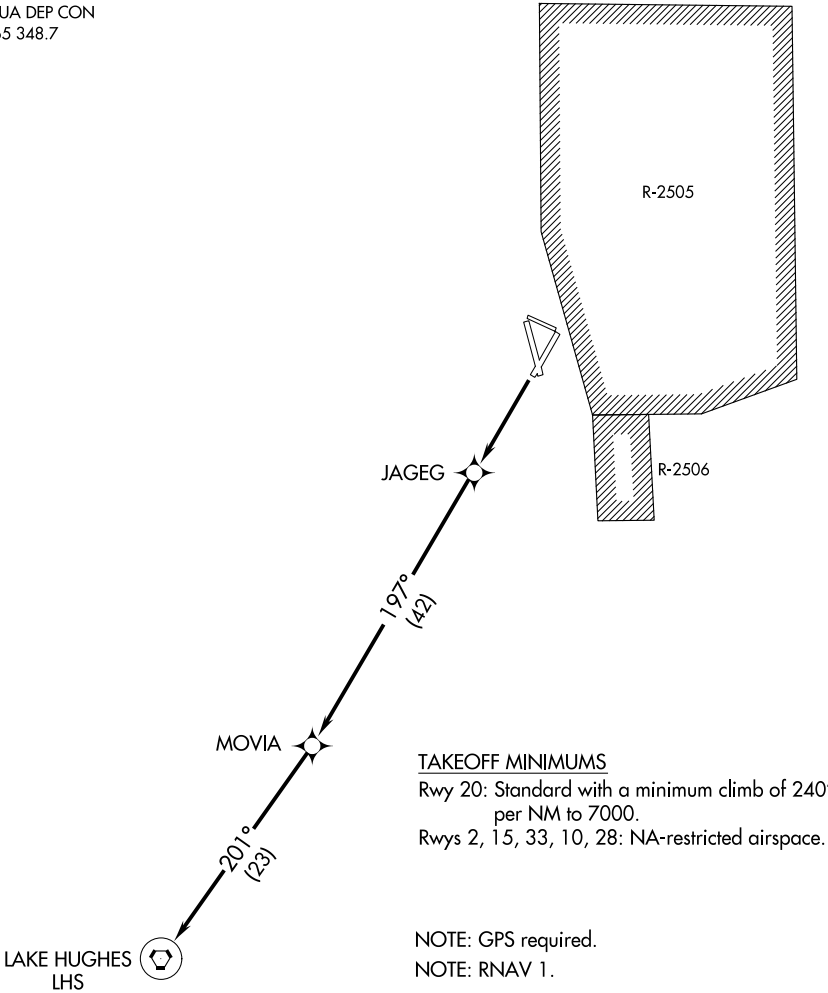 UA DEP CON
348.7
R-2505
JAGEG
R-2506
197°
(42)
MOVIA
TAKEOFF MINIMUMS
Rwy 20: Standard with a minimum climb of 240'
per NM to 7000.
Rwys 2, 15, 33, 10, 28: NA-restricted airspace.
201°
(23)
NOTE: GPS required.
LAKE HUGHES
LHS
NOTE: RNAV 1.